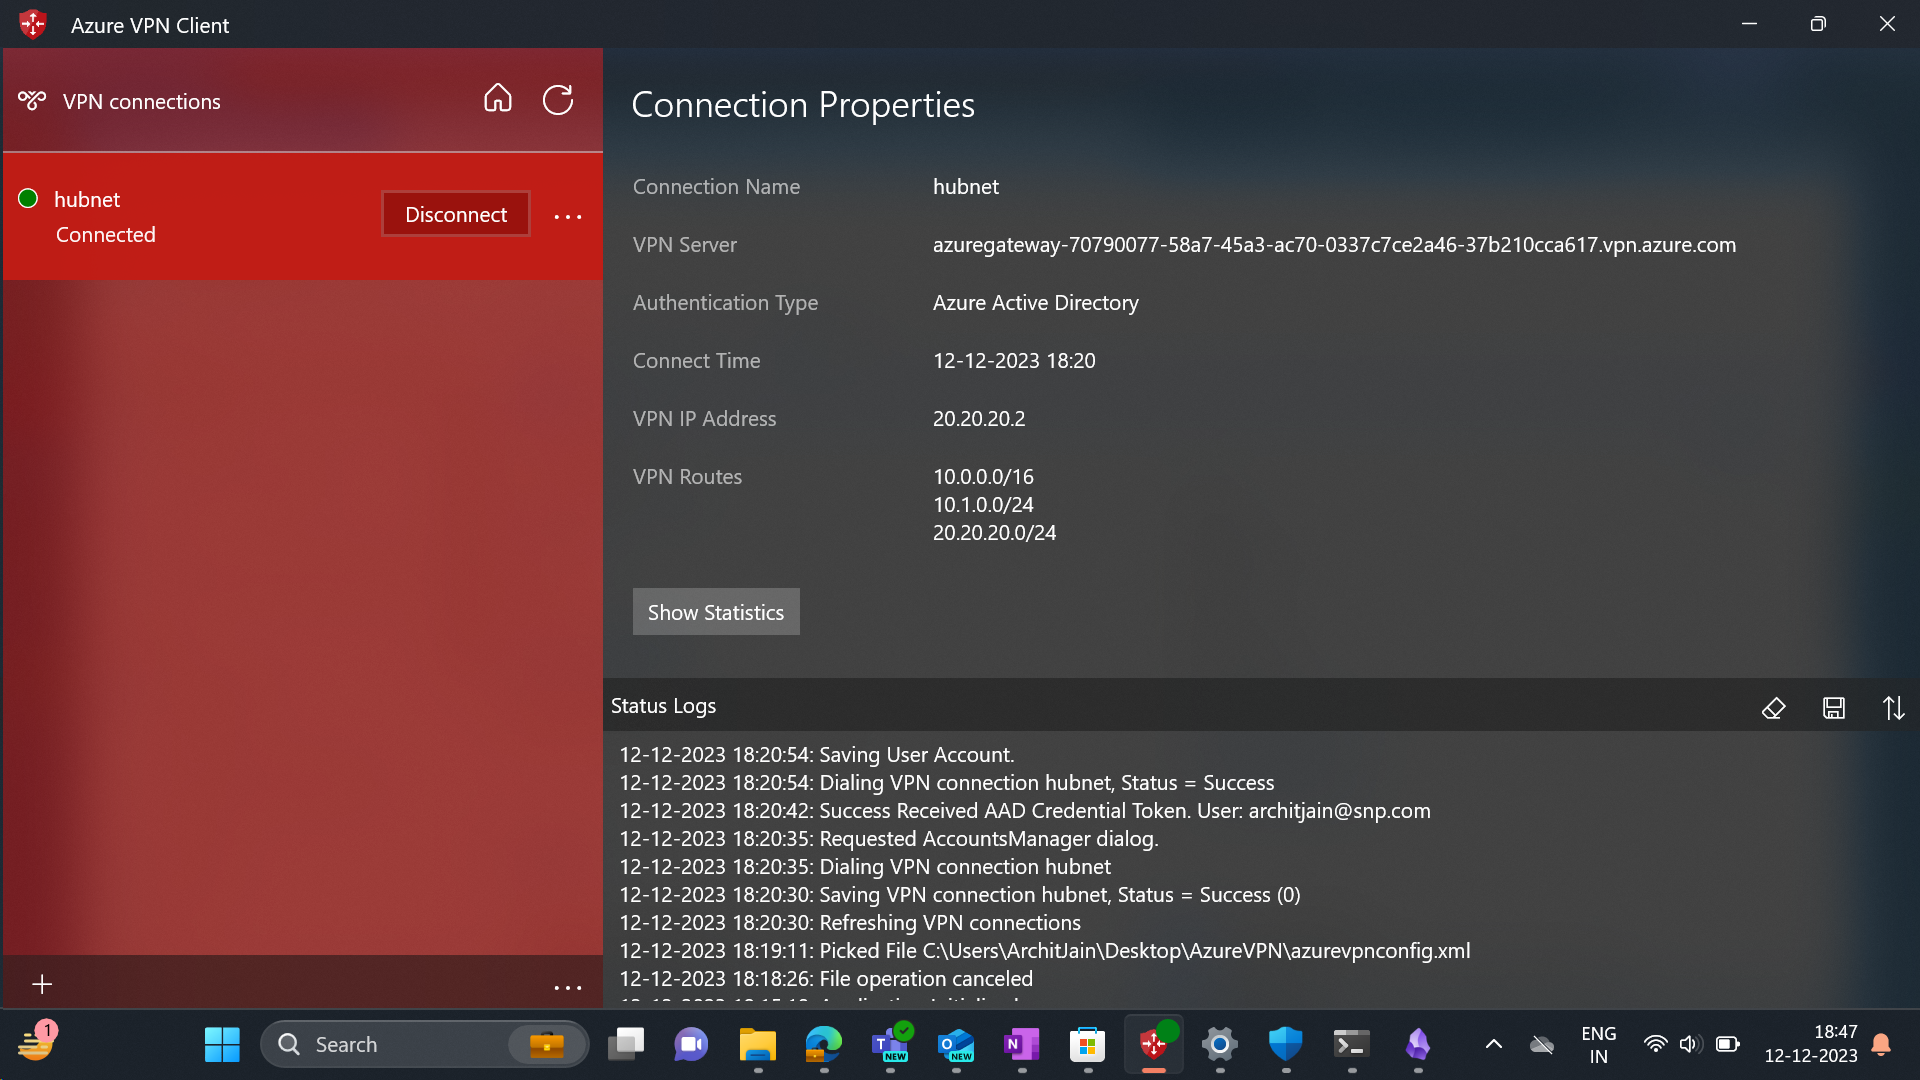 Azure VPN Client
VPN connections
hubnet
Connected
Disconnect
Connection Properties
Connection Name hubnet
VPN Server azuregateway-70790077-58a7-45a3-ac70-0337c7ce2a46-37b210cca617.vpn.azure.com
Authentication Type Azure Active Directory
Connect Time 12-12-2023 18:20
VPN IP Address 20.20.20.2
VPN Routes 10.0.0.0/16
10.1.0.0/24
20.20.20.0/24
Show Statistics
Status Logs
12-12-2023 18:20:54: Saving User Account.
12-12-2023 18:20:54: Dialing VPN connection hubnet, Status = Success
12-12-2023 18:20:42: Success Received AAD Credential Token. User: architjain@snp.com
12-12-2023 18:20:35: Requested AccountsManager dialog.
12-12-2023 18:20:35: Dialing VPN connection hubnet
12-12-2023 18:20:30: Saving VPN connection hubnet, Status = Success (0)
12-12-2023 18:20:30: Refreshing VPN connections
12-12-2023 18:19:11: Picked File C:\Users\ArchitJain\Desktop\AzureVPN\azurevpnconfig.xml
12-12-2023 18:18:26: File operation canceled
1
Search
T NEW
O NEW
N
ENG
IN
18:47
12-12-2023